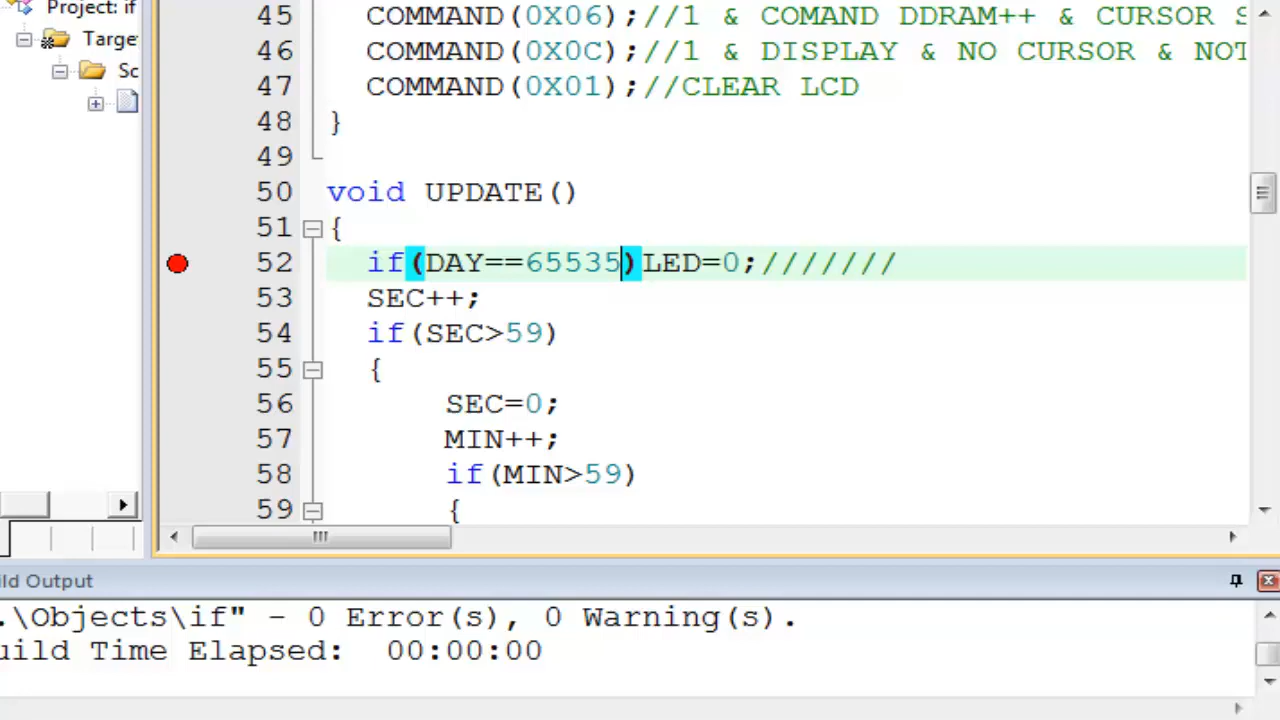 Project: if
Targe
Sc
45 COMMAND(0X06);//1 & COMAND DDRAM++ & CURSOR S
46 COMMAND(0X0C);//1 & DISPLAY & NO CURSOR & NOT
47 COMMAND(0X01);//CLEAR LCD
48 }
49
50 void UPDATE()
51 {
52 if(DAY==65535)LED=0;///////
53 SEC++;
54 if(SEC>59)
55 {
56 SEC=0;
57 MIN++;
58 if(MIN>59)
59 {
ild Output
.\Objects\if" - 0 Error(s), 0 Warning(s).
uild Time Elapsed:  00:00:00